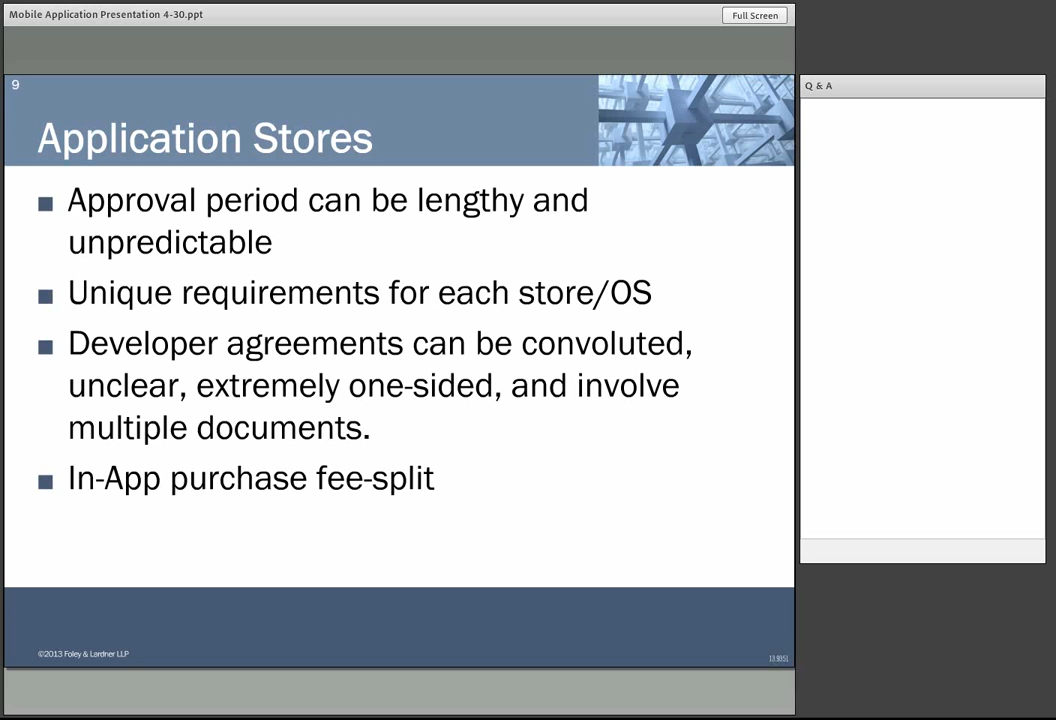 Mobile Application Presentation 4-30.ppt
Full Screen
9
Application Stores
Q & A
Approval period can be lengthy and
unpredictable
Unique requirements for each store/OS
Developer agreements can be convoluted,
unclear, extremely one-sided, and involve
multiple documents.
In-App purchase fee-split
©2013 Foley & Lardner LLP